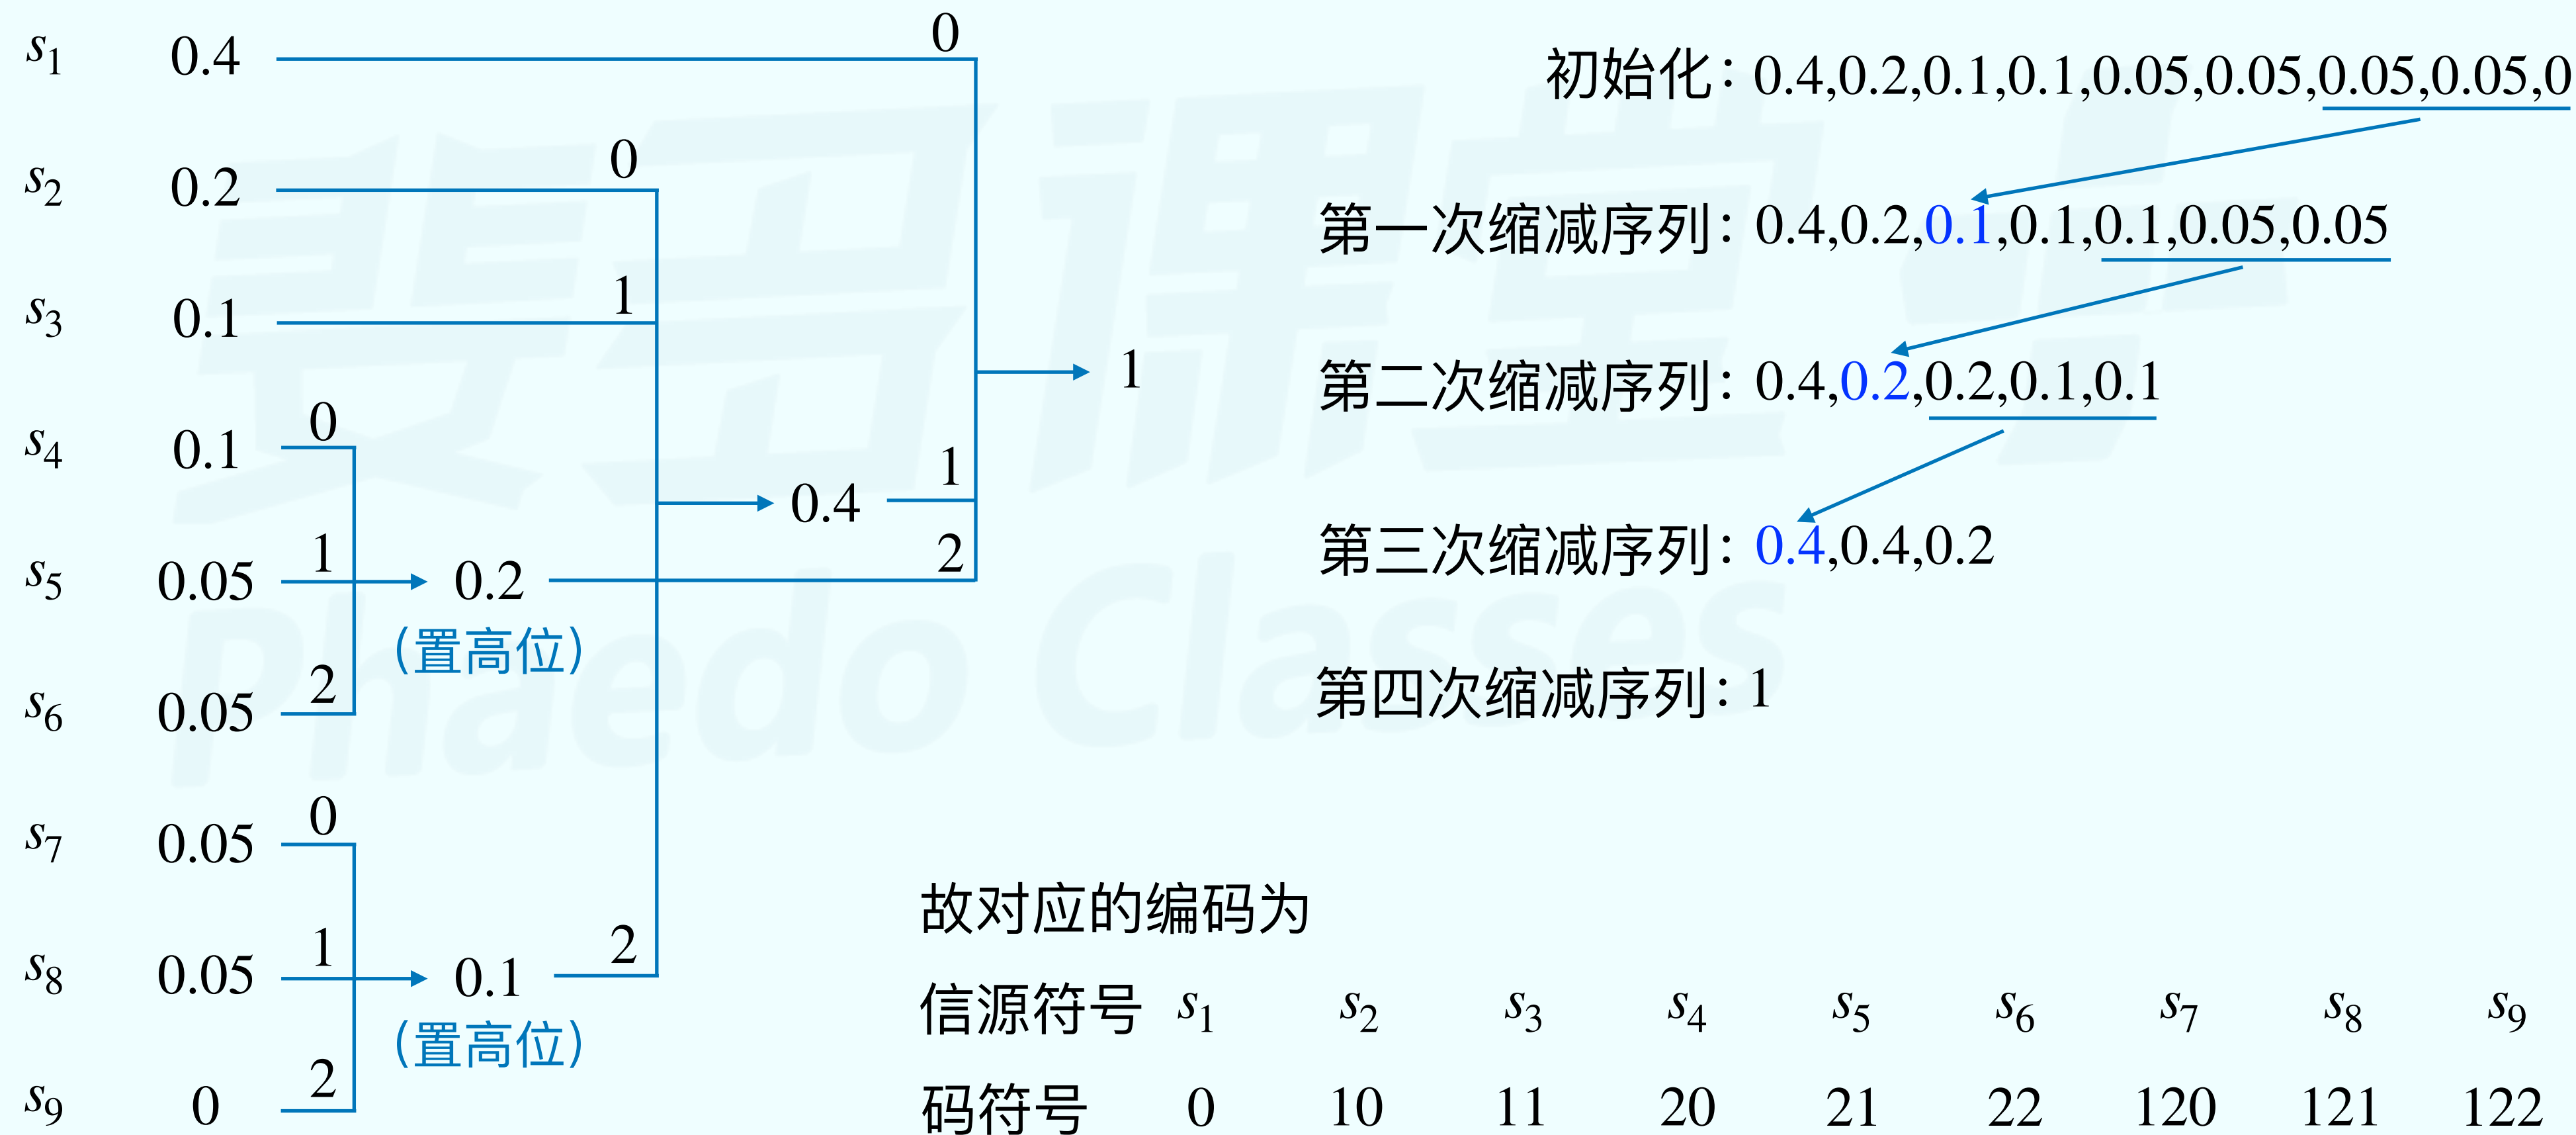 s1 0.4 0
s2 0.2 0
s3 0.1 1
1
s4 0.1 0
0.4 1
s5 0.05 1 0.2 2
(置高位)
s6 0.05 2
s7 0.05 0
s8 0.05 1 0.1 2
(置高位)
s9 0 2
初始化：0.4,0.2,0.1,0.1,0.05,0.05,0.05,0.05,0
第一次缩减序列：0.4,0.2,0.1,0.1,0.1,0.05,0.05
第二次缩减序列：0.4,0.2,0.2,0.1,0.1
第三次缩减序列：0.4,0.4,0.2
第四次缩减序列：1
故对应的编码为
信源符号 s1 s2 s3 s4 s5 s6 s7 s8 s9
码符号 0 10 11 20 21 22 120 121 122
费多课堂
Phaedo Classes